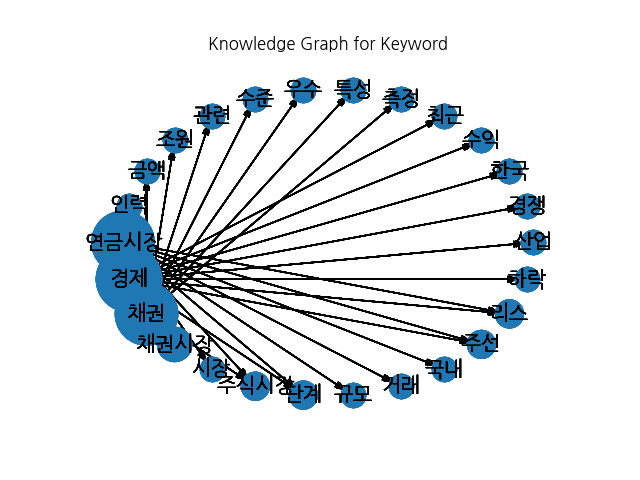 Knowledge Graph for Keyword
우수
특성
수준
측정
관련
최근
조원
수익
금액
한국
인력
경쟁
연금시장
산업
경제
하락
채권
리스
채권시장
주선
시장
국내
주식시장
거래
단계
규모